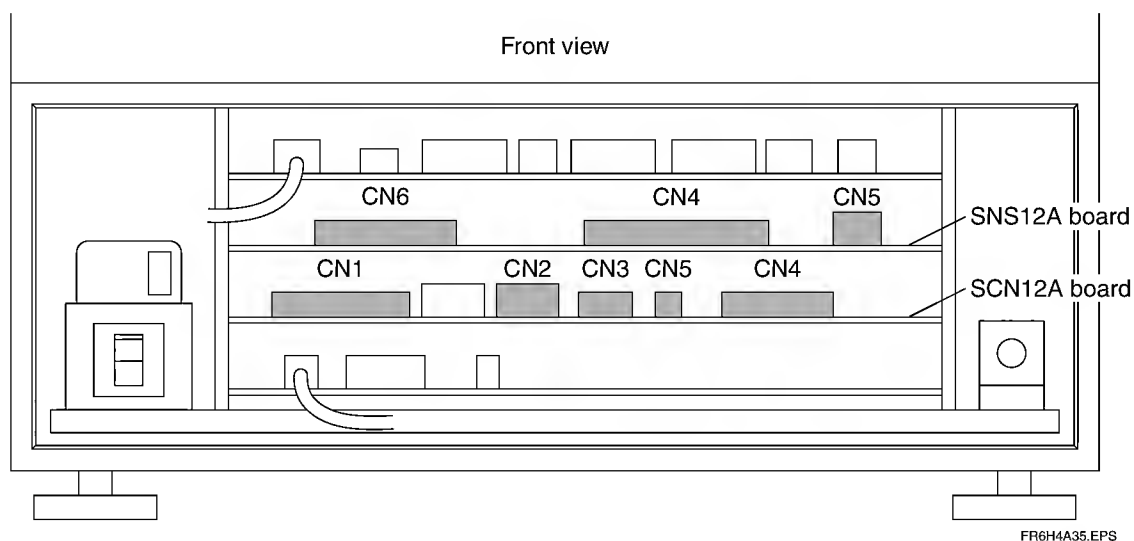 Front view
CN6 CN4 CN5
SNS12A board
CN1 CN2 CN3 CN5 CN4
SCN12A board
FR6H4A35.EPS